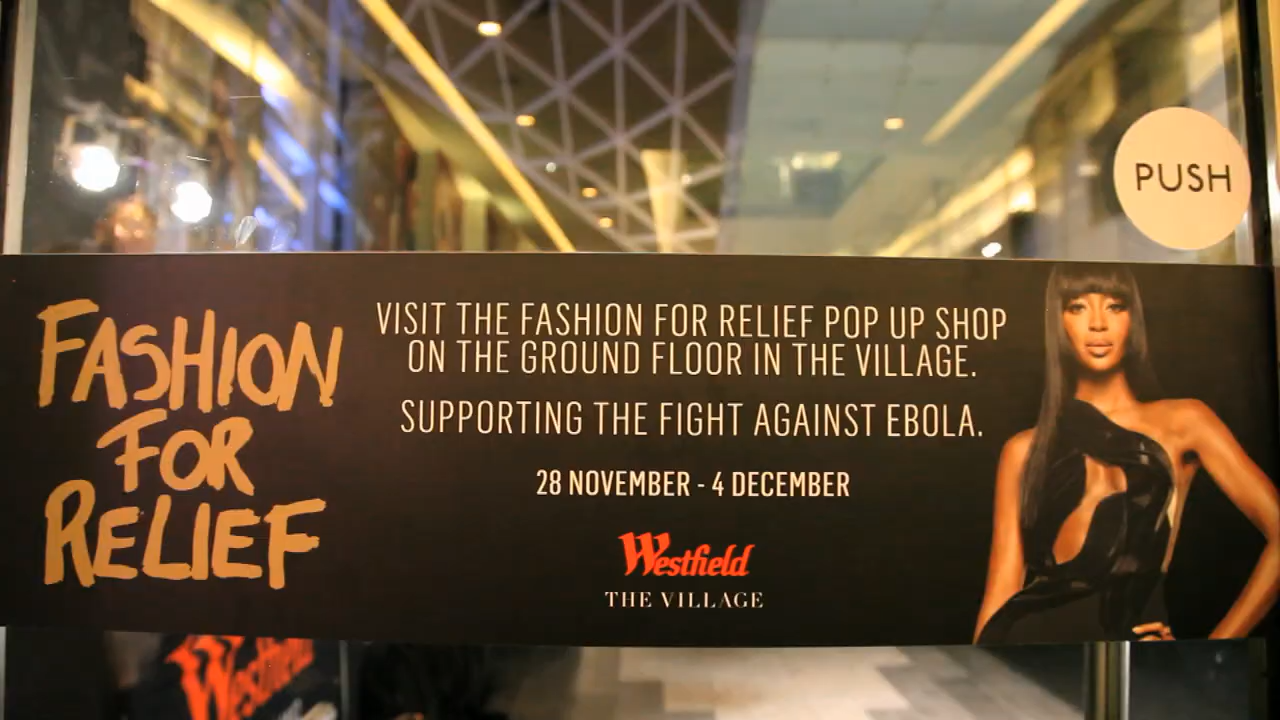 PUSH
FASHION
FOR
RELIEF
VISIT THE FASHION FOR RELIEF POP UP SHOP
ON THE GROUND FLOOR IN THE VILLAGE.
SUPPORTING THE FIGHT AGAINST EBOLA.
28 NOVEMBER - 4 DECEMBER
Westfield
THE VILLAGE
Westfield